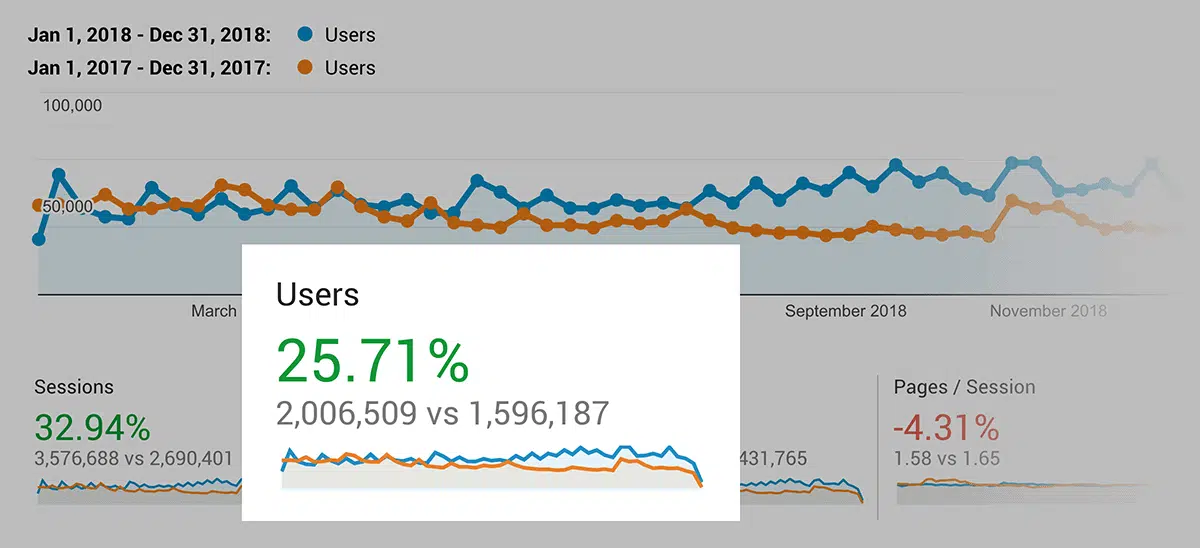 Jan 1, 2018 - Dec 31, 2018: Users
Jan 1, 2017 - Dec 31, 2017: Users
100,000
50,000
March
September 2018
November 2018
Users
25.71%
2,006,509 vs 1,596,187
Sessions
32.94%
3,576,688 vs 2,690,401
431,765
Pages / Session
-4.31%
1.58 vs 1.65